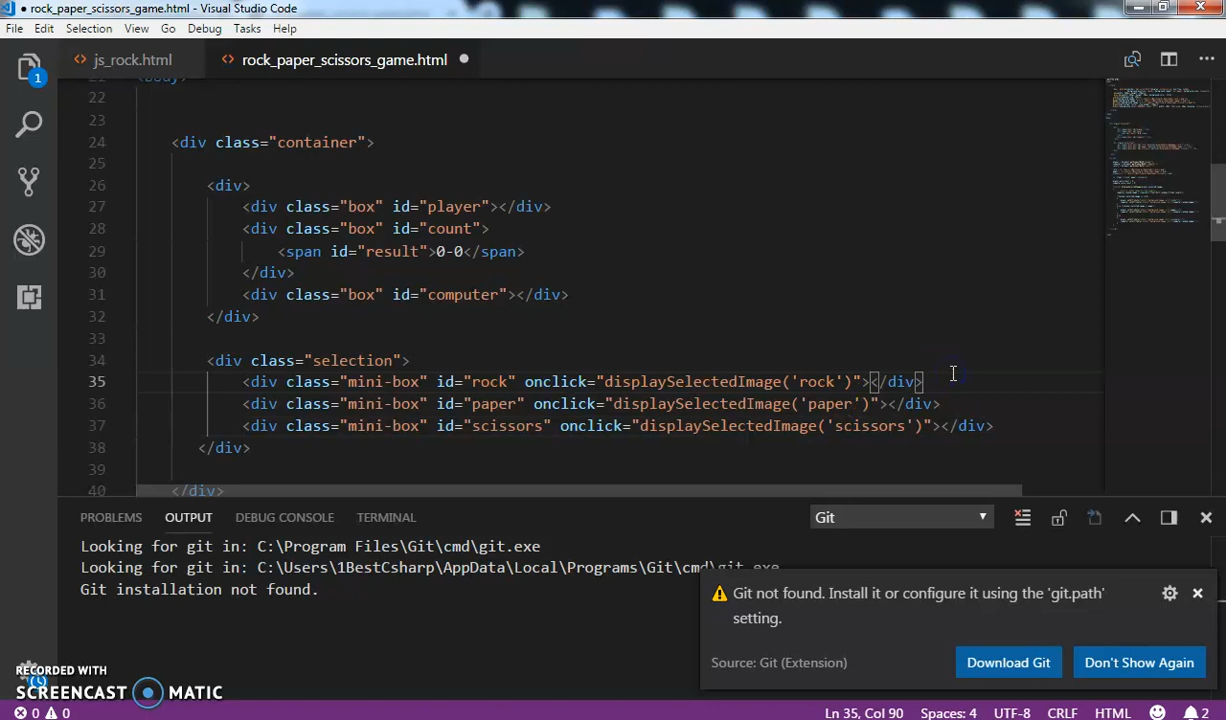 rock_paper_scissors_game.html - Visual Studio Code
File Edit Selection View Go Debug Tasks Help
js_rock.html rock_paper_scissors_game.html
1
21 <body>
22
23
24 <div class="container">
25
26 <div>
27 <div class="box" id="player"></div>
28 <div class="box" id="count">
29 <span id="result">0-0</span>
30 </div>
31 <div class="box" id="computer"></div>
32 </div>
33
34 <div class="selection">
35 <div class="mini-box" id="rock" onclick="displaySelectedImage('rock')"></div>
36 <div class="mini-box" id="paper" onclick="displaySelectedImage('paper')"></div>
37 <div class="mini-box" id="scissors" onclick="displaySelectedImage('scissors')"></div>
38 </div>
39
40 </div>
PROBLEMS OUTPUT DEBUG CONSOLE TERMINAL Git
Looking for git in: C:\Program Files\Git\cmd\git.exe
Looking for git in: C:\Users\1BestCsharp\AppData\Local\Programs\Git\cmd\git.exe
Git installation not found.
Git not found. Install it or configure it using the 'git.path'
setting.
Source: Git (Extension) Download Git Don't Show Again
RECORDED WITH
SCREENCAST MATIC
0 0 Ln 35, Col 90 Spaces: 4 UTF-8 CRLF HTML 2